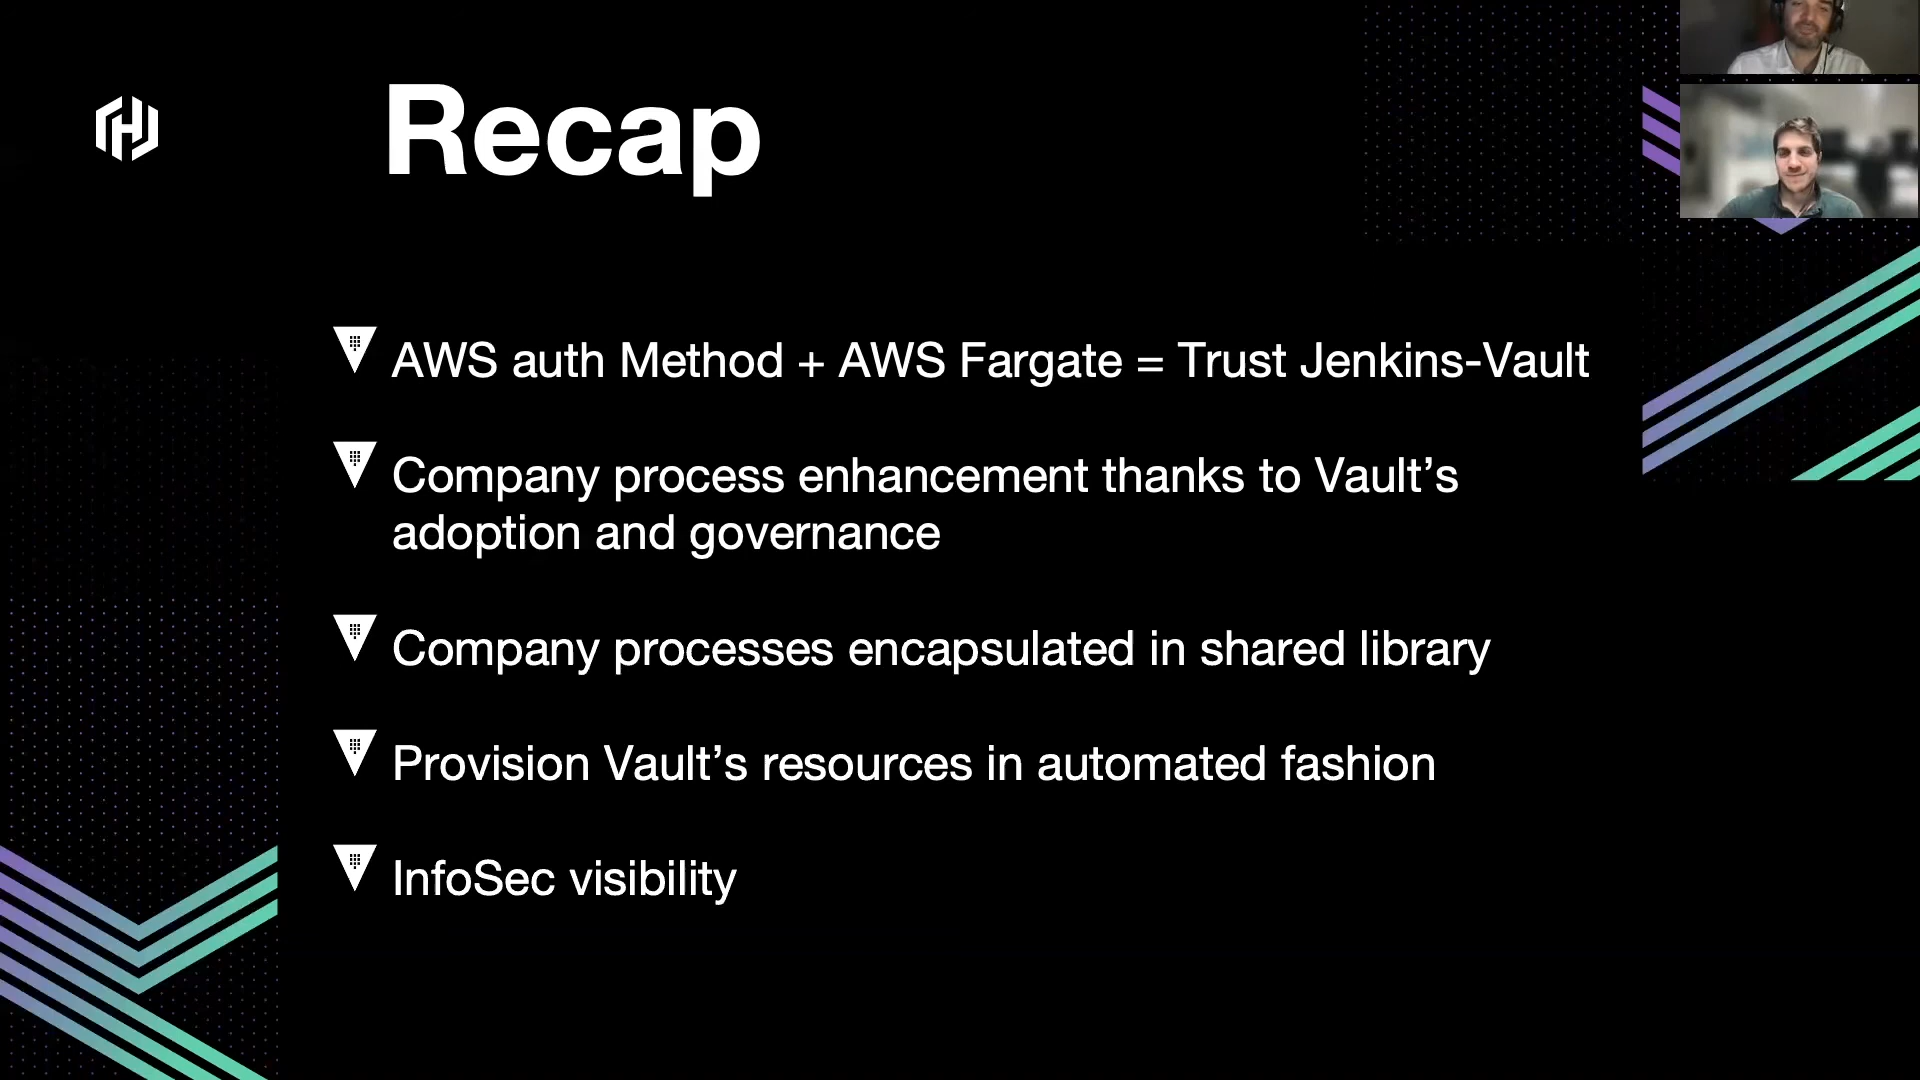 Recap
AWS auth Method + AWS Fargate = Trust Jenkins-Vault
Company process enhancement thanks to Vault’s
adoption and governance
Company processes encapsulated in shared library
Provision Vault’s resources in automated fashion
InfoSec visibility